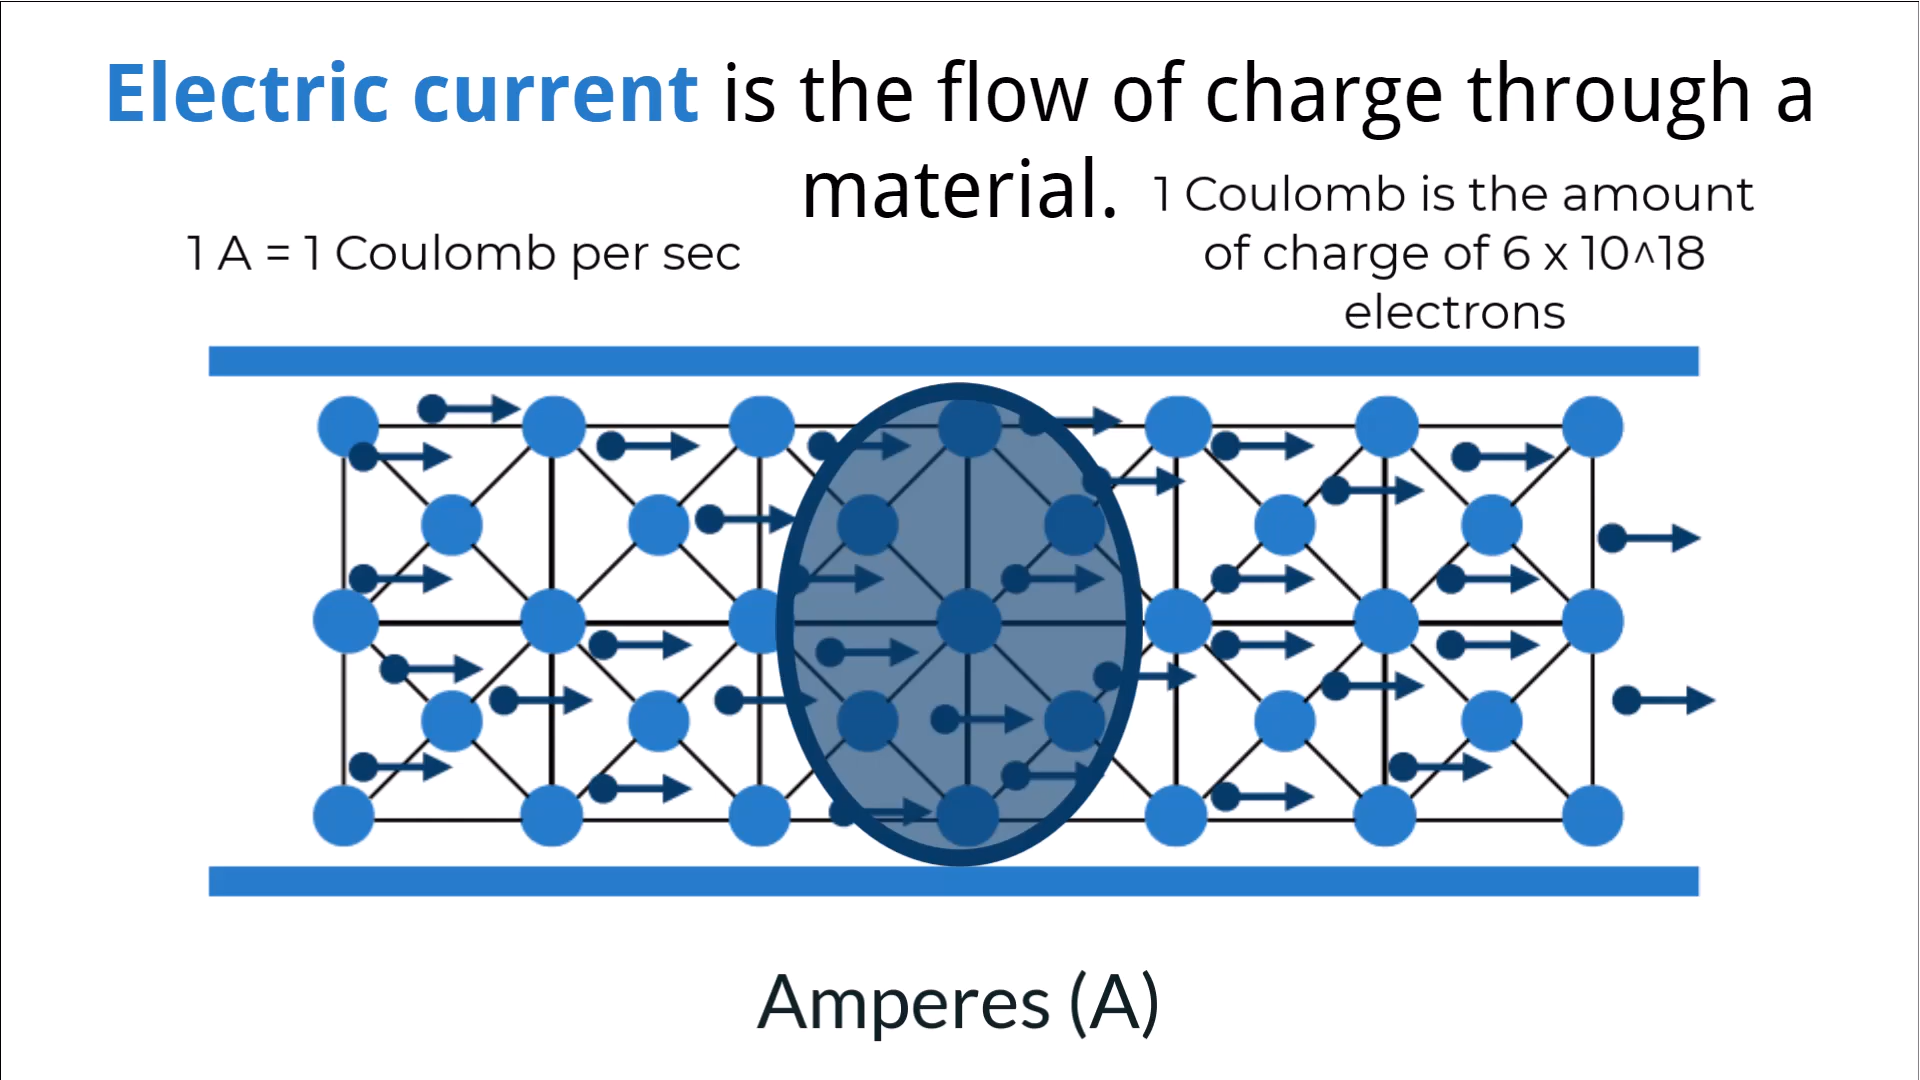 Electric current is the flow of charge through a
material.
1 A = 1 Coulomb per sec
1 Coulomb is the amount
of charge of 6 x 10^18
electrons
Amperes (A)